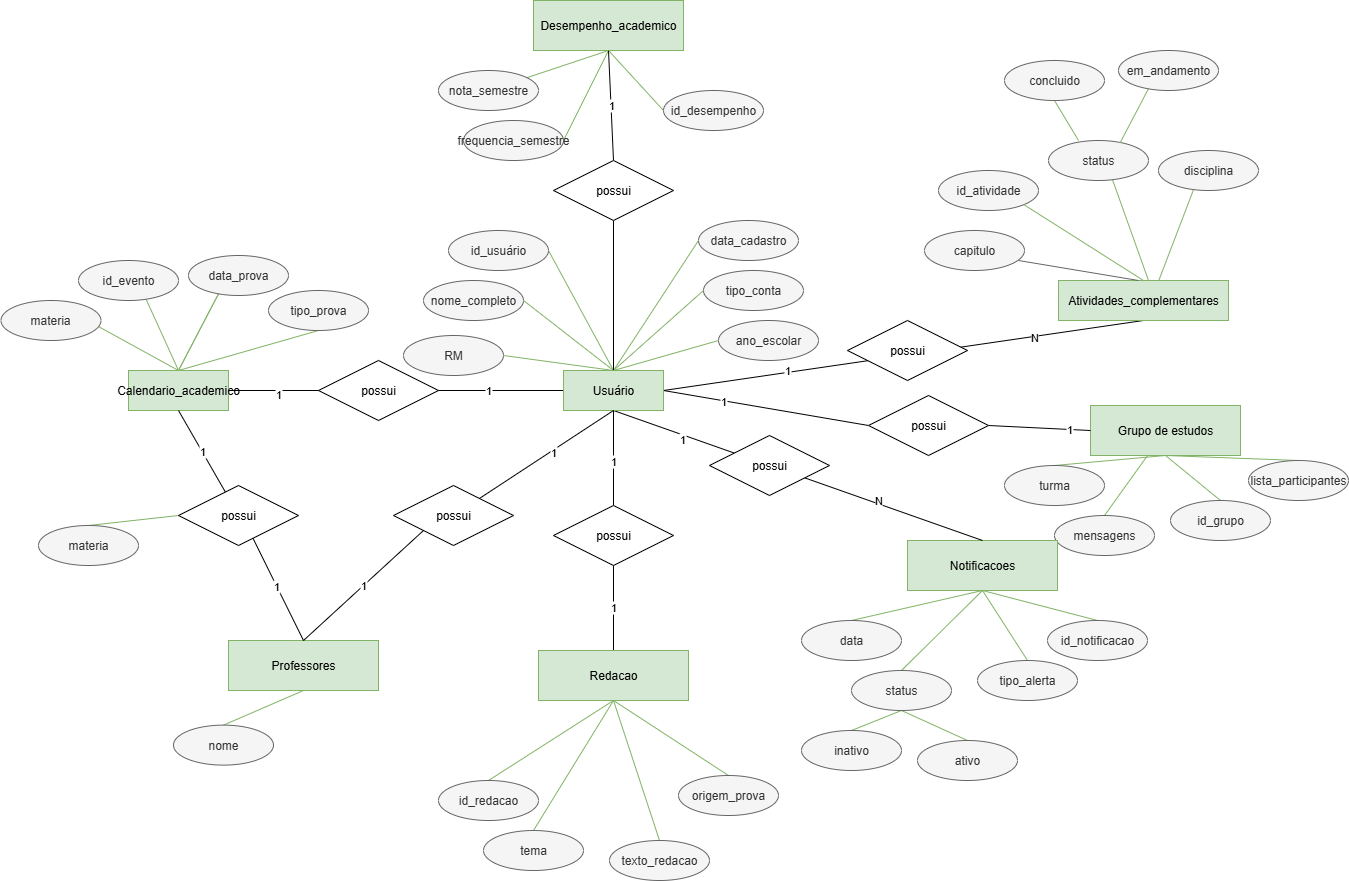 Desempenho_academico
nota_semestre
id_desempenho
frequencia_semestre
1
possui
concluido
em_andamento
status
disciplina
id_atividade
capitulo
Atividades_complementares
id_usuário
data_cadastro
nome_completo
tipo_conta
RM
ano_escolar
Usuário
id_evento
data_prova
materia
tipo_prova
Calendario_academico
1
possui
1
1
possui
N
1
possui
1
Grupo de estudos
turma
lista_participantes
mensagens
id_grupo
1
possui
N
Notificacoes
data
id_notificacao
status
tipo_alerta
inativo
ativo
1
possui
materia
1
1
possui
1
Professores
nome
1
possui
1
Redacao
id_redacao
origem_prova
tema
texto_redacao